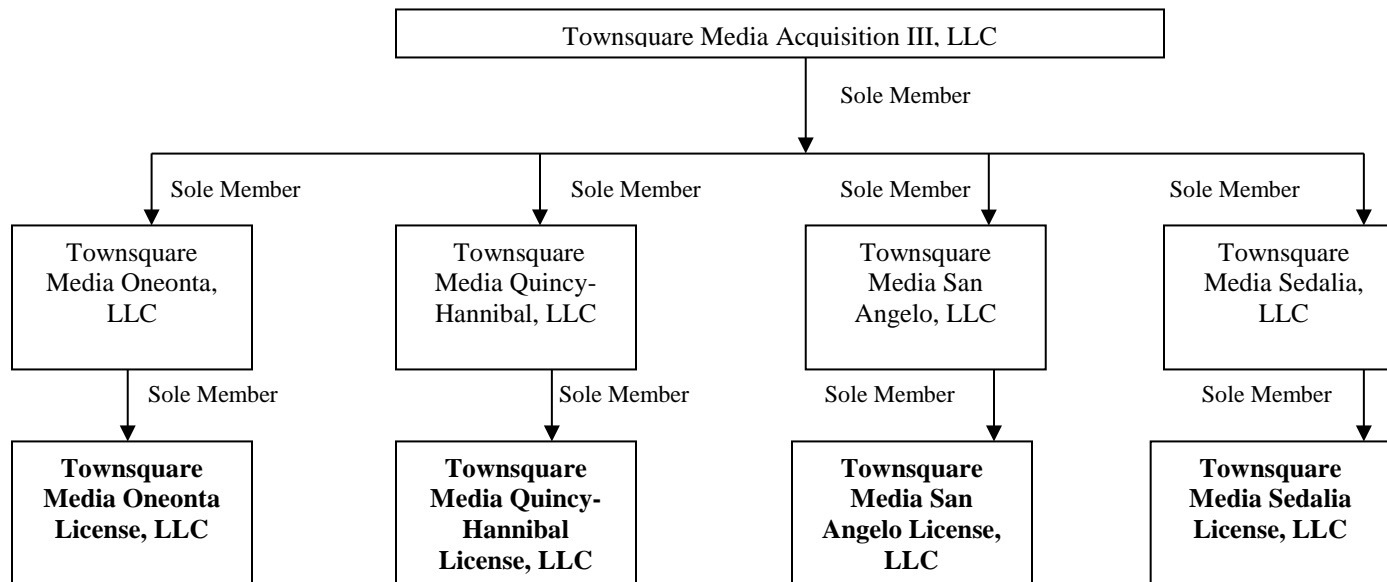 Townsquare Media Acquisition III, LLC
Sole Member
Sole Member
Sole Member
Sole Member
Sole Member
Townsquare
Media Oneonta,
LLC
Townsquare
Media Quincy-
Hannibal, LLC
Townsquare
Media San
Angelo, LLC
Townsquare
Media Sedalia,
LLC
Sole Member
Sole Member
Sole Member
Sole Member
Townsquare
Media Oneonta
License, LLC
Townsquare
Media Quincy-
Hannibal
License, LLC
Townsquare
Media San
Angelo License,
LLC
Townsquare
Media Sedalia
License, LLC